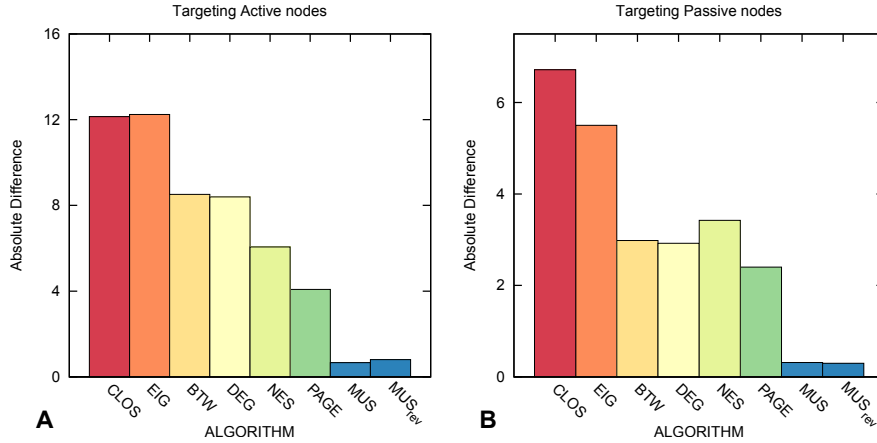 Targeting Active nodes
16
12
8
4
0
Absolute Difference
CLOS
EIG
BTW
DEG
NES
PAGE
MUS
MUSrev
A
ALGORITHM
Targeting Passive nodes
6
4
2
0
Absolute Difference
CLOS
EIG
BTW
DEG
NES
PAGE
MUS
MUSrev
B
ALGORITHM